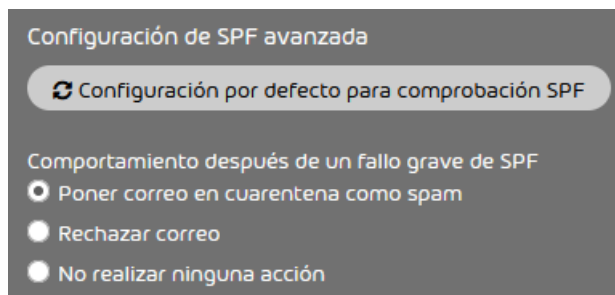 Configuración de SPF avanzada
Configuración por defecto para comprobación SPF
Comportamiento después de un fallo grave de SPF
Poner correo en cuarentena como spam
Rechazar correo
No realizar ninguna acción